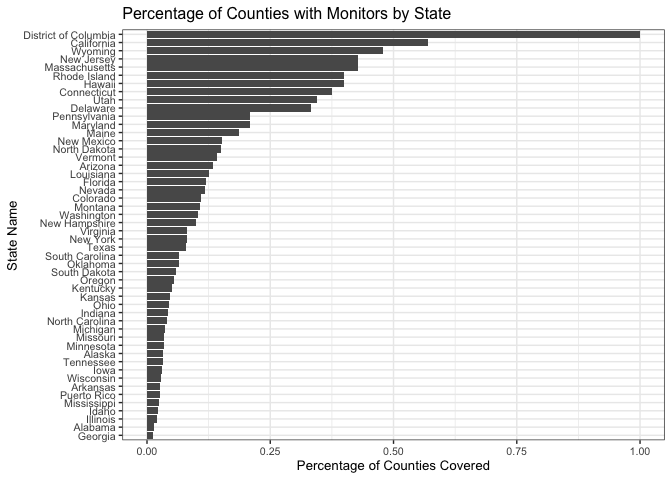 Percentage of Counties with Monitors by State
State Name
District of Columbia
California
Wyoming
New Jersey
Massachusetts
Rhode Island
Hawaii
Connecticut
Utah
Delaware
Pennsylvania
Maryland
Maine
New Mexico
North Dakota
Vermont
Arizona
Louisiana
Florida
Nevada
Colorado
Montana
Washington
New Hampshire
Virginia
New York
Texas
South Carolina
Oklahoma
South Dakota
Oregon
Kentucky
Kansas
Ohio
Indiana
North Carolina
Michigan
Missouri
Minnesota
Alaska
Tennessee
Iowa
Wisconsin
Arkansas
Puerto Rico
Mississippi
Idaho
Illinois
Alabama
Georgia
0.00 0.25 0.50 0.75 1.00
Percentage of Counties Covered